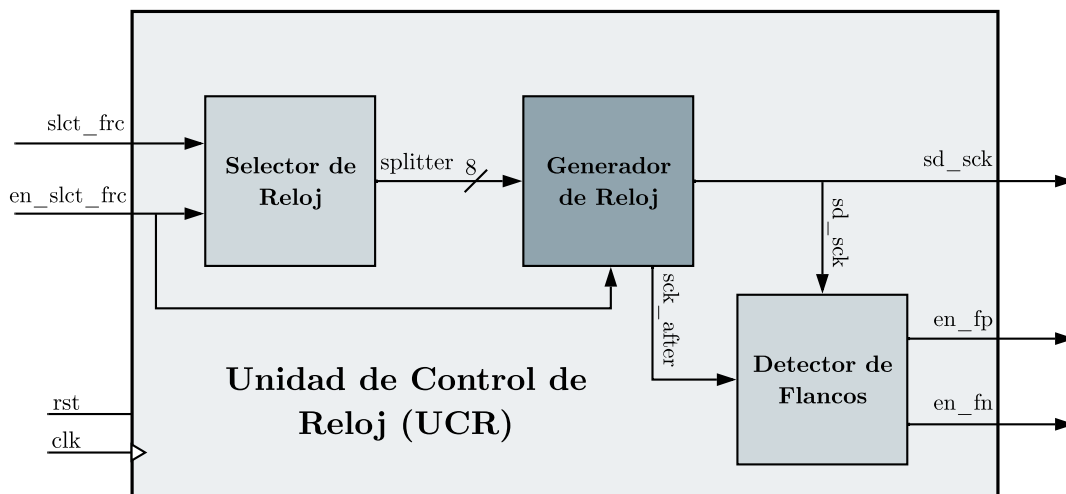 slct_frc
en_slct_frc
Selector de
Reloj
splitter
8
Generador
de Reloj
sd_sck
sd_sck
sck_after
Detector de
Flancos
en_fp
en_fn
Unidad de Control de
Reloj (UCR)
rst
clk